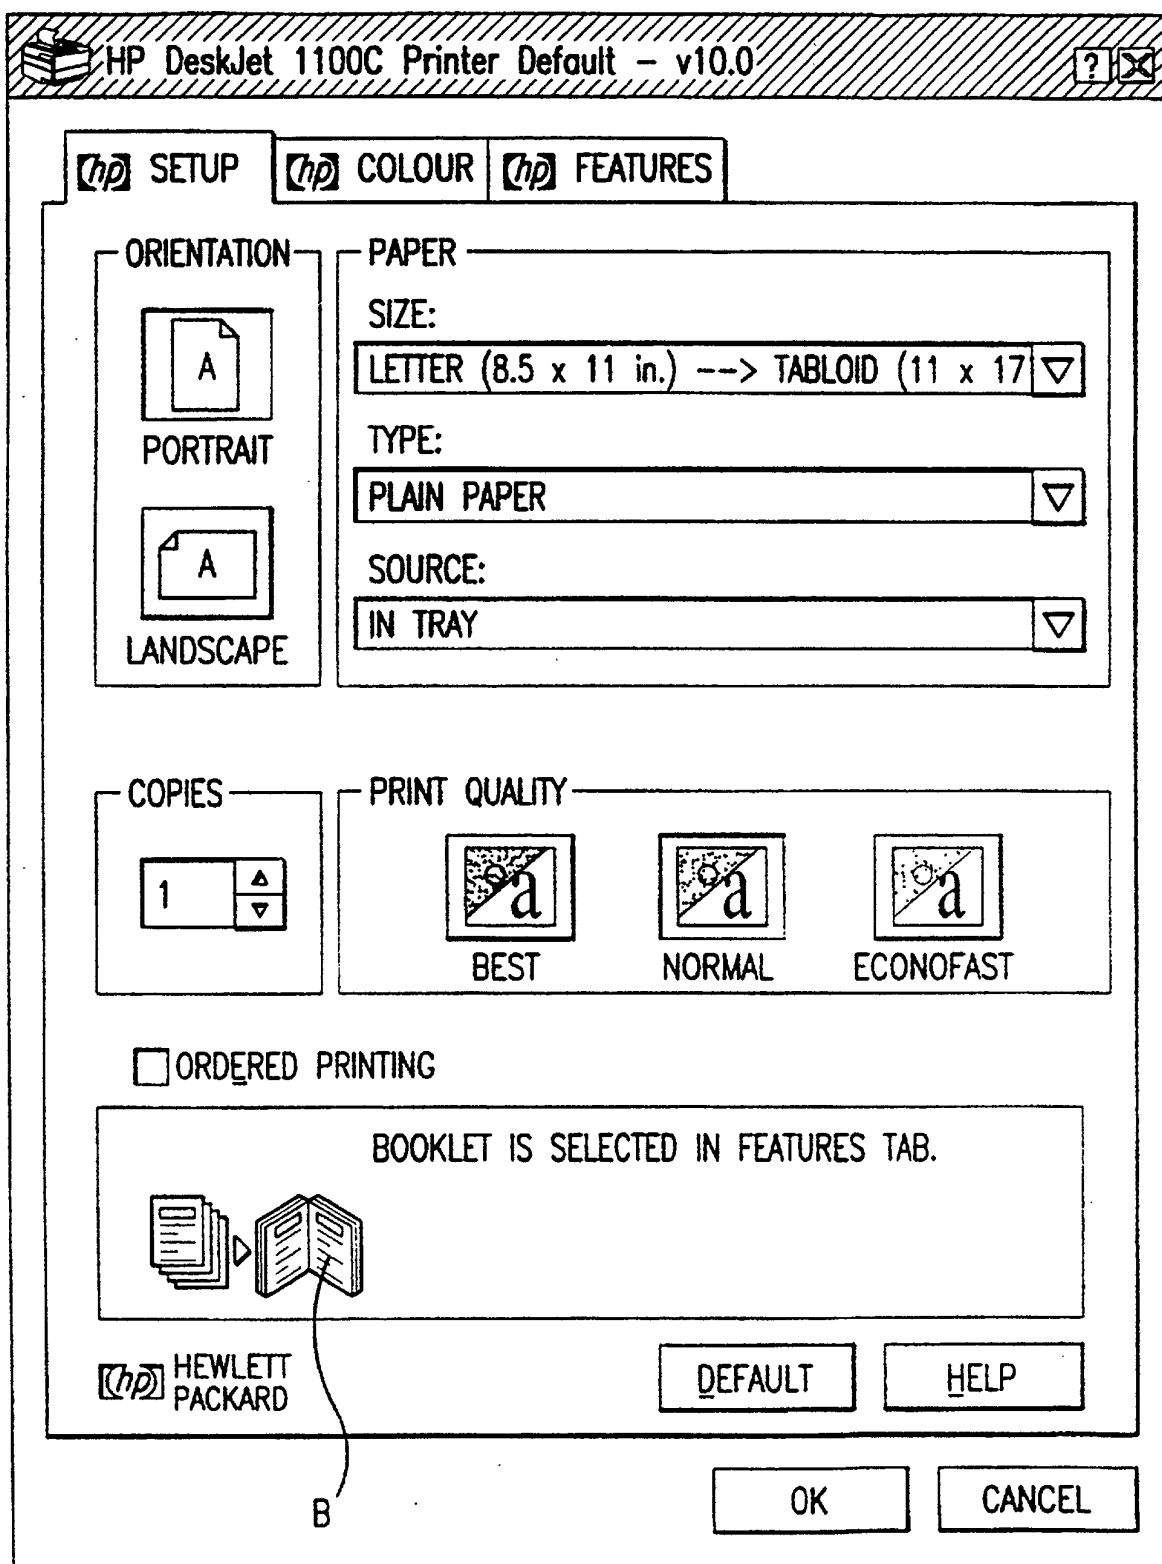 HP DeskJet 1100C Printer Default – v10.0
? X
hp SETUP hp COLOUR hp FEATURES
ORIENTATION
A
PORTRAIT
A
LANDSCAPE
PAPER
SIZE:
LETTER (8.5 x 11 in.) --> TABLOID (11 x 17
TYPE:
PLAIN PAPER
SOURCE:
IN TRAY
COPIES
1
PRINT QUALITY
a a a
BEST NORMAL ECONOFAST
ORDERED PRINTING
BOOKLET IS SELECTED IN FEATURES TAB.
hp HEWLETT
PACKARD
DEFAULT HELP
B
OK CANCEL